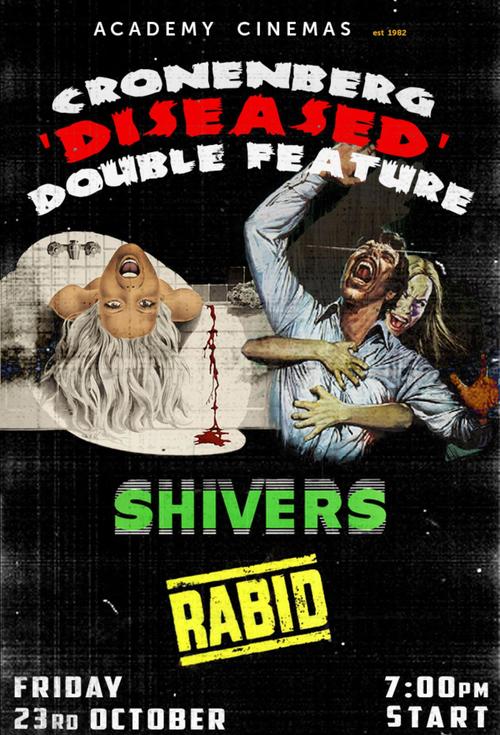 ACADEMY CINEMAS est 1982
CRONENBERG
'DISEASED'
DOUBLE FEATURE
SHIVERS
RABID
FRIDAY
23RD OCTOBER
7:00PM
START